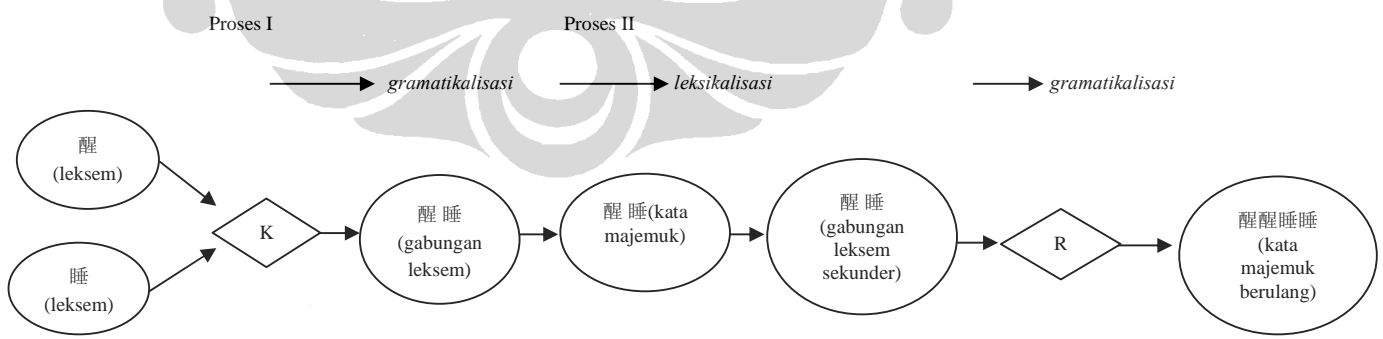 Proses I
Proses II
gramatikalisasi
leksikalisasi
gramatikalisasi
醒
(leksem)
睡
(leksem)
K
醒 睡
(gabungan
leksem)
醒 睡(kata
majemuk)
醒 睡
(gabungan
leksem
sekunder)
R
醒醒睡睡
(kata
majemuk
berulang)